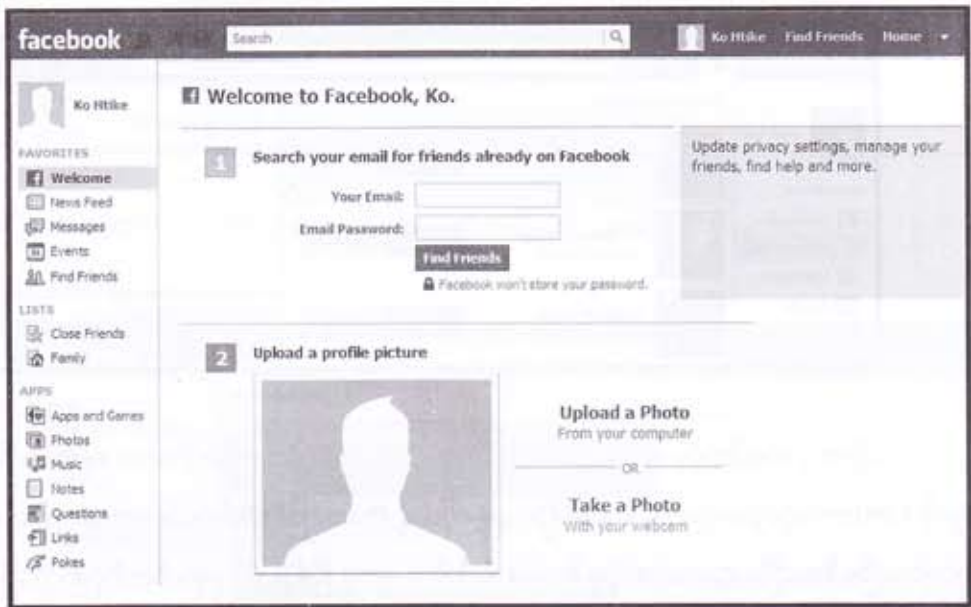 facebook
Search
Ko Htike Find Friends Home
Ko Htike
FAVORITES
Welcome
News Feed
Messages
Events
Find Friends
LISTS
Close Friends
Family
APPS
Apps and Games
Photos
Music
Notes
Questions
Links
Pokes
Welcome to Facebook, Ko.
1 Search your email for friends already on Facebook
Your Email:
Email Password:
Find Friends
Facebook won't store your password.
2 Upload a profile picture
Upload a Photo
From your computer
OR
Take a Photo
With your webcam
Update privacy settings, manage your
friends, find help and more.